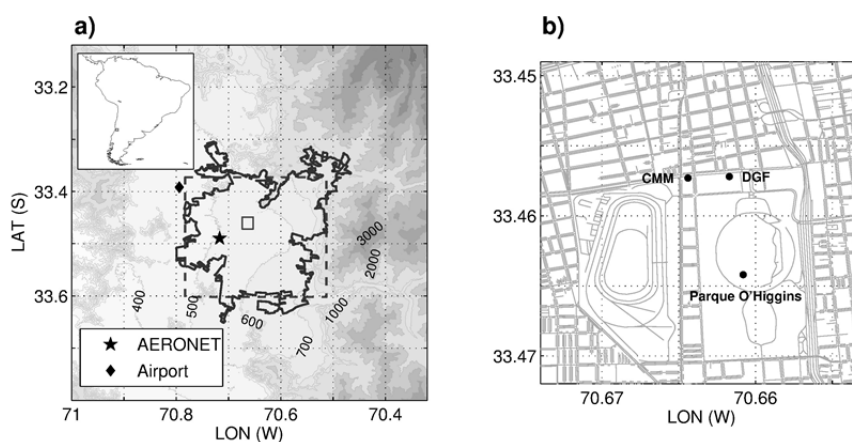 a)
33.2
33.4
33.6
LAT (S)
400
500
600
700
1000
2000
3000
AERONET
Airport
71
70.8
70.6
70.4
LON (W)
b)
33.45
33.46
33.47
CMM
DGF
Parque O'Higgins
70.67
70.66
LON (W)